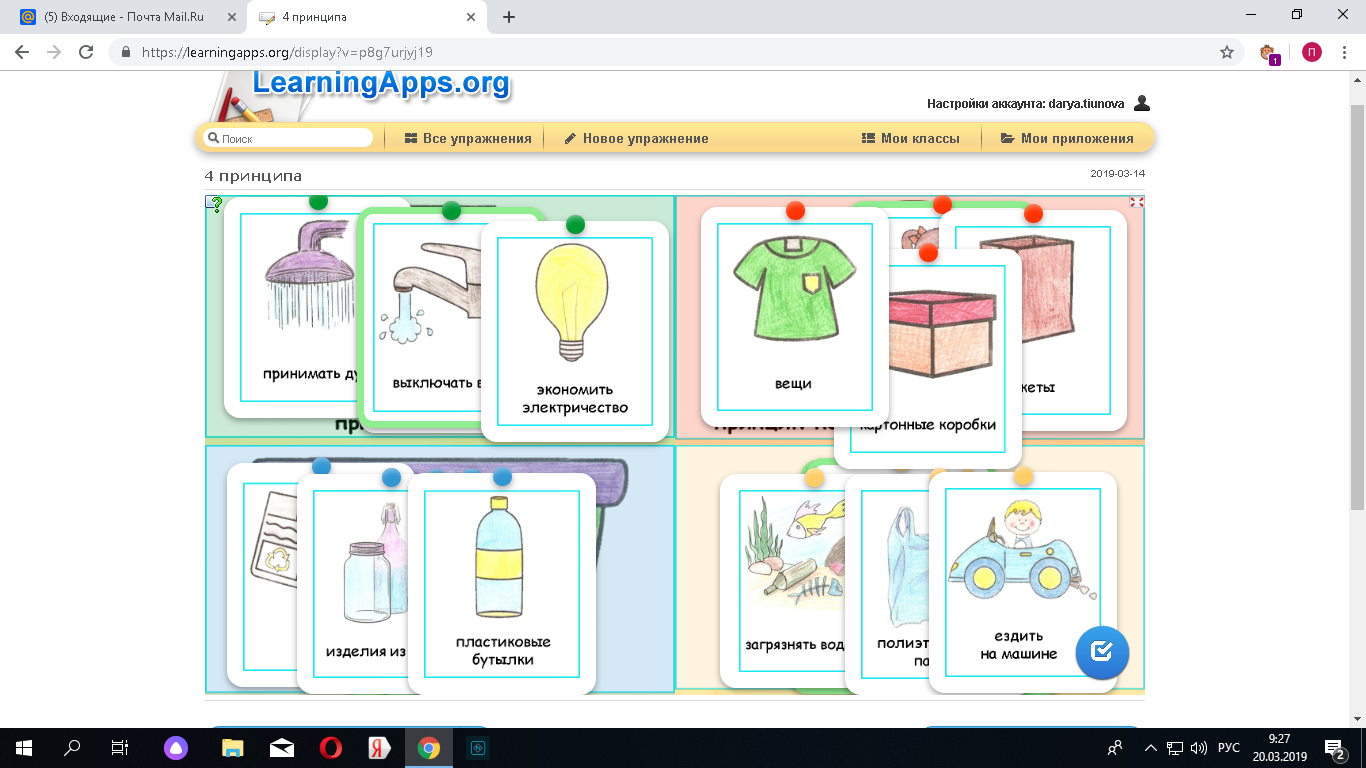 (5) Входящие - Почта Mail.Ru
4 принципа
https://learningapps.org/display?v=p8g7urjyj19
П
1
LearningApps.org
Настройки аккаунта: darya.tiunova
Поиск
Все упражнения
Новое упражнение
Мои классы
Мои приложения
4 принципа
2019-03-14
принимать ду
выключать в
экономить
электричество
вещи
картонные коробки
изделия из
пластиковые
бутылки
загрязнять вод
полиэт
па
ездить
на машине
РУС
9:27
20.03.2019
2